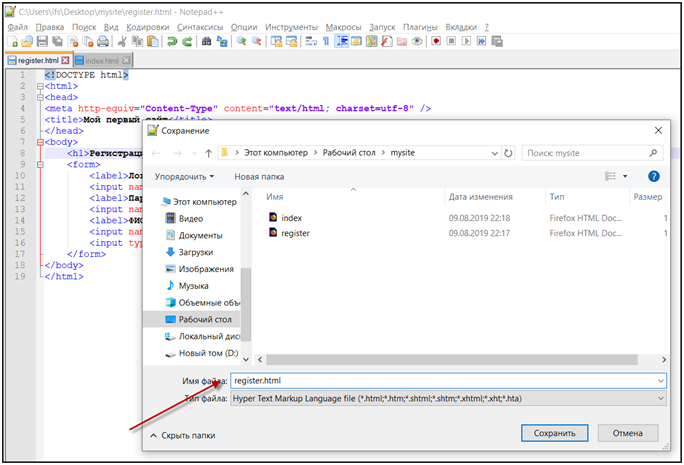 C:\Users\ifs\Desktop\mysite\register.html - Notepad++
Файл Правка Поиск Вид Кодировки Синтаксисы Опции Инструменты Макросы Запуск Плагины Вкладки ?
register.html index.html
1 <!DOCTYPE html>
2 <html>
3 <head>
4 <meta http-equiv="Content-Type" content="text/html; charset=utf-8" />
5 <title>Мой первый сайт</title>
6 </head>
7 <body>
8 <h1>Регистраци
9 <form>
10 <label>Лог
11 <input nam
12 <label>Пар
13 <input nam
14 <label>ФИО
15 <input nam
16 <input typ
17 </form>
18 </body>
19 </html>
Сохранение
Этот компьютер > Рабочий стол > mysite
Поиск: mysite
Упорядочить Новая папка
Этот компьютер
Видео
Документы
Загрузки
Изображения
Музыка
Объемные объ
Рабочий стол
Локальный дис
Новый том (D:)
Имя Дата изменения Тип Размер
index 09.08.2019 22:18 Firefox HTML Doc... 1
register 09.08.2019 22:17 Firefox HTML Doc... 1
Имя файла: register.html
Тип файла: Hyper Text Markup Language file (*.html;*.htm;*.shtml;*.shtm;*.xhtml;*.xht;*.hta)
Скрыть папки
Сохранить Отмена